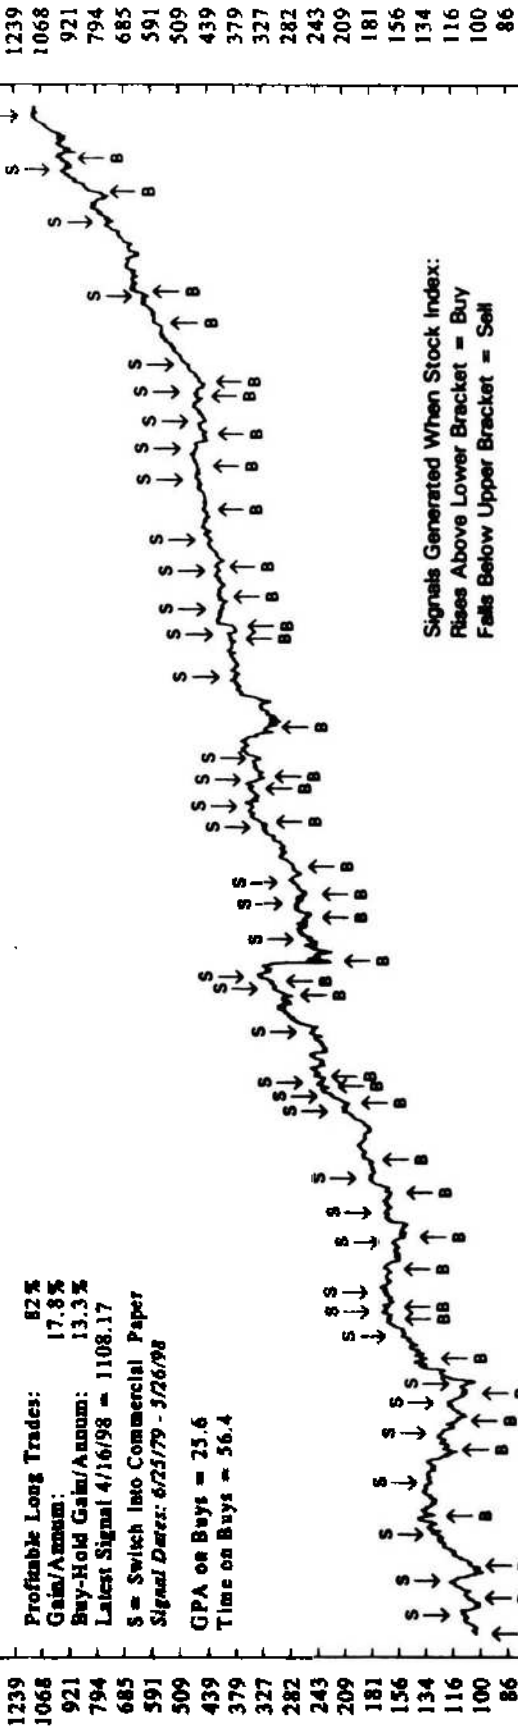 1239
1068
921
794
685
591
509
439
379
327
282
243
209
181
156
134
116
100
86
Profitable Long Trades: 82%
Gain/Annum: 17.8%
Buy-Hold Gain/Annum: 13.3%
Latest Signal 4/16/98 = 1108.17
S = Switch Into Commercial Paper
Signal Dates: 6/25/79 - 5/26/98
GPA on Buys = 25.6
Time on Buys = 56.4
S S S S S S S S S S S S S S S S S S S S S S S S S S S S S S S S S S S S S S S S
B B B B B B B B B B BB B B B B B B B B B B B B B B BB B BB B B B B B BB B B B B
Signals Generated When Stock Index:
Rises Above Lower Bracket = Buy
Falls Below Upper Bracket = Sell
1239
1068
921
794
685
591
509
439
379
327
282
243
209
181
156
134
116
100
86